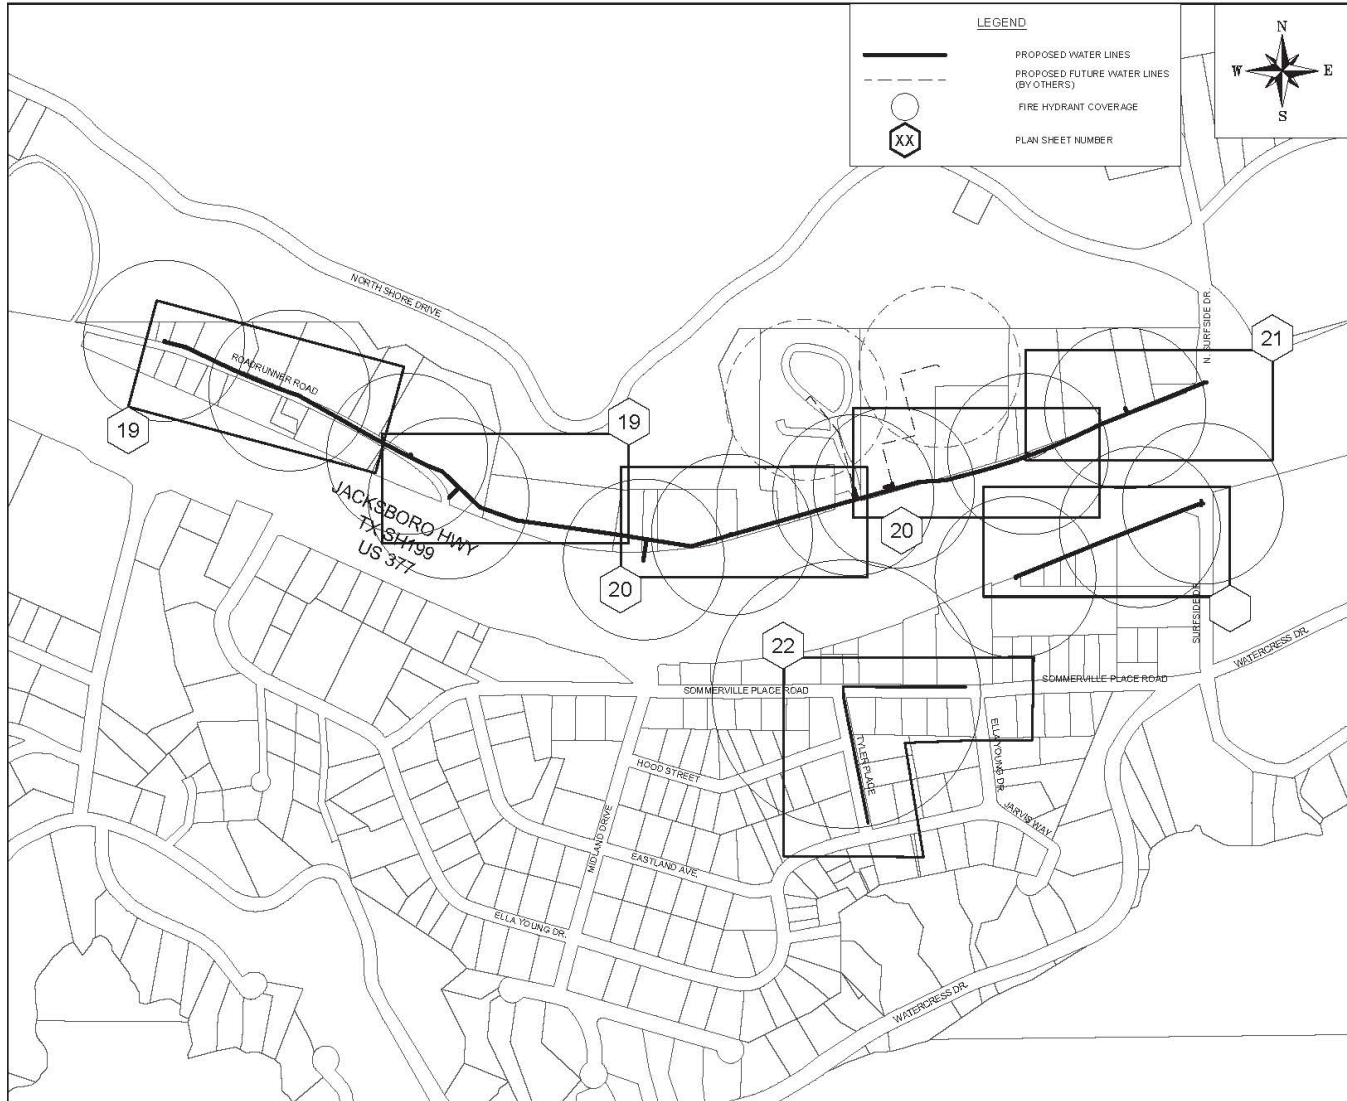 LEGEND
PROPOSED WATER LINES
PROPOSED FUTURE WATER LINES
(BY OTHERS)
FIRE HYDRANT COVERAGE
XX
PLAN SHEET NUMBER
N
W
E
S
NORTH SHORE DRIVE
N. SURFSIDE DR.
21
ROADRUNNER ROAD
19
19
JACKSBORO HWY
TX SH199
US 377
20
20
SURFSIDE DR.
WATERCRESS DR.
22
SOMMERVILLE PLACE ROAD
SOMMERVILLE PLACE ROAD
TYLER PLACE
ELLA YOUNG DR.
HOOD STREET
JARVIS WAY
MIDLAND DRIVE
EASTLAND AVE.
ELLA YOUNG DR.
WATERCRESS DR.